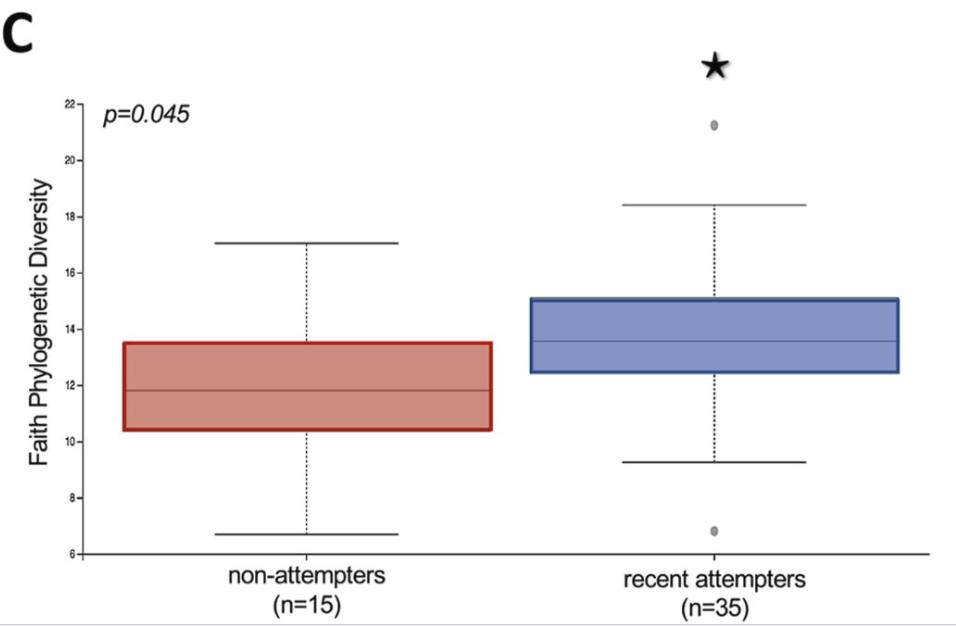 C
p=0.045
Faith Phylogenetic Diversity
22
20
18
16
14
12
10
8
6
non-attempters
(n=15)
recent attempters
(n=35)